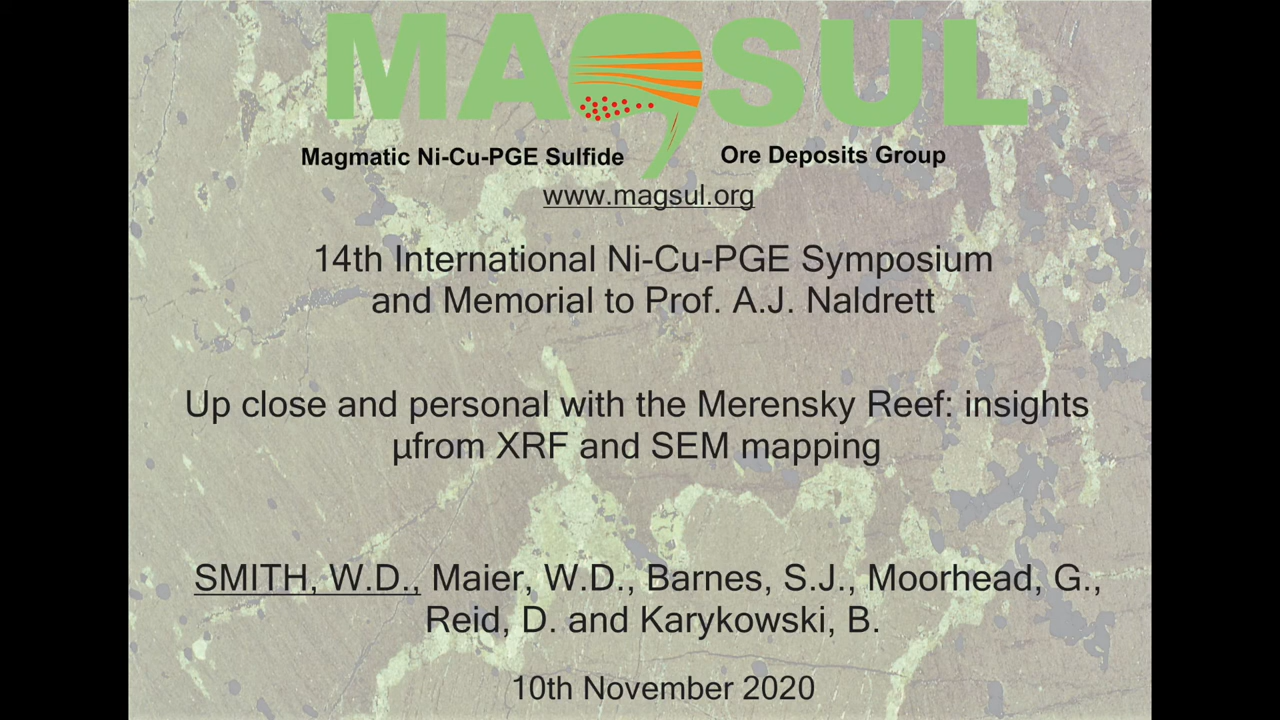 MAGSUL
Magmatic Ni-Cu-PGE Sulfide Ore Deposits Group
www.magsul.org
14th International Ni-Cu-PGE Symposium
and Memorial to Prof. A.J. Naldrett
Up close and personal with the Merensky Reef: insights
µfrom XRF and SEM mapping
SMITH, W.D., Maier, W.D., Barnes, S.J., Moorhead, G.,
Reid, D. and Karykowski, B.
10th November 2020